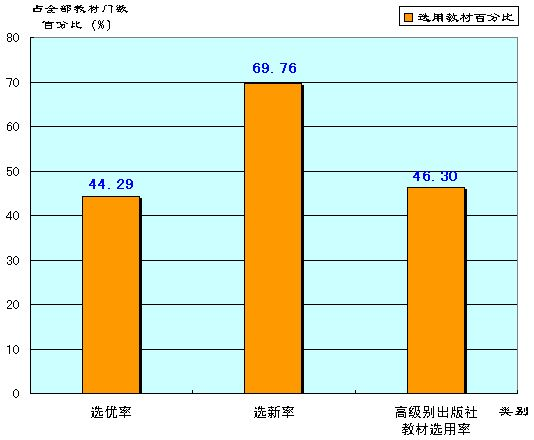 占全部教材门数
百分比 (%)
选用教材百分比
80
70
60
50
40
30
20
10
0
44.29
69.76
46.30
选优率
选新率
高级别出版社
教材选用率
类别